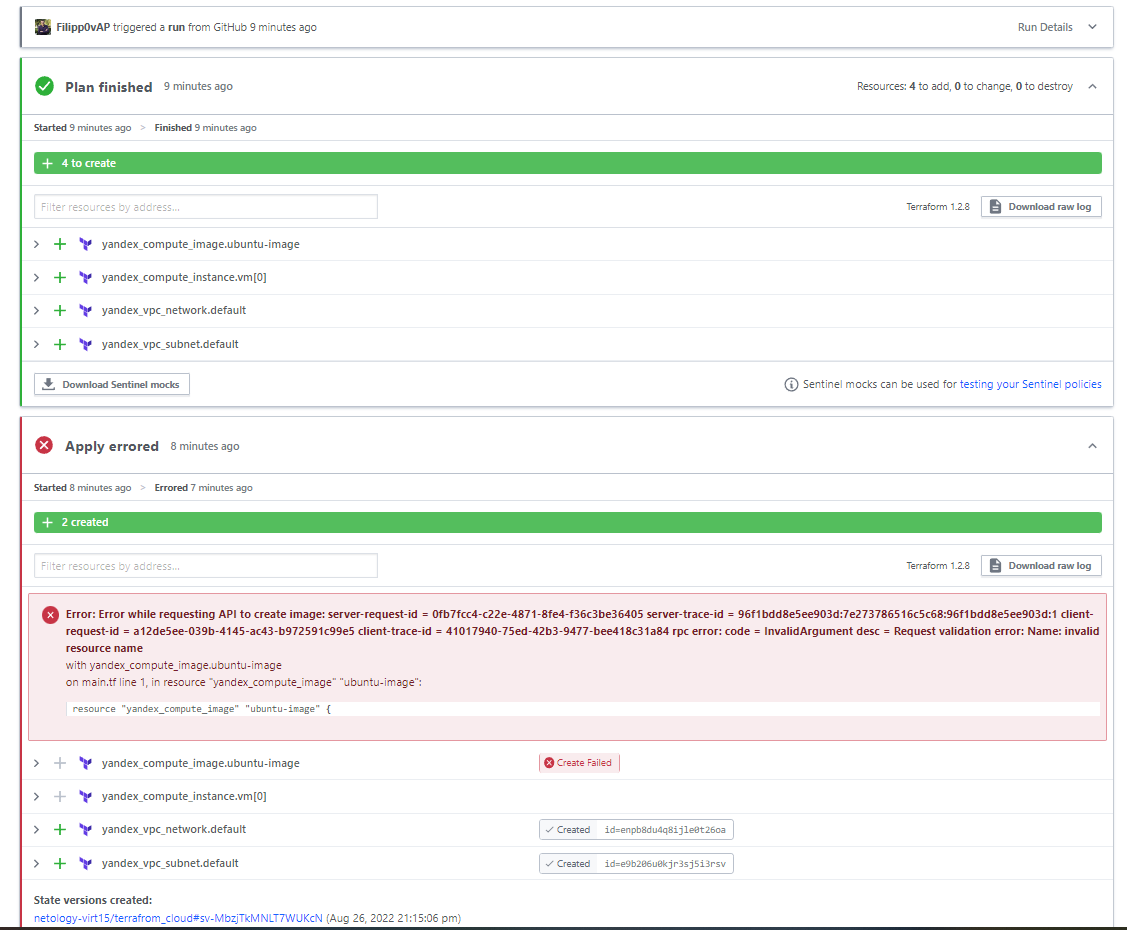 Filipp0vAP triggered a run from GitHub 9 minutes ago Run Details
Plan finished 9 minutes ago Resources: 4 to add, 0 to change, 0 to destroy
Started 9 minutes ago > Finished 9 minutes ago
+ 4 to create
Filter resources by address... Terraform 1.2.8 Download raw log
yandex_compute_image.ubuntu-image
yandex_compute_instance.vm[0]
yandex_vpc_network.default
yandex_vpc_subnet.default
Download Sentinel mocks Sentinel mocks can be used for testing your Sentinel policies
Apply errored 8 minutes ago
Started 8 minutes ago > Errored 7 minutes ago
+ 2 created
Filter resources by address... Terraform 1.2.8 Download raw log
Error: Error while requesting API to create image: server-request-id = 0fb7fcc4-c22e-4871-8fe4-f36c3be36405 server-trace-id = 96f1bdd8e5ee903d:7e273786516c5c68:96f1bdd8e5ee903d:1 client-
request-id = a12de5ee-039b-4145-ac43-b972591c99e5 client-trace-id = 41017940-75ed-42b3-9477-bee418c31a84 rpc error: code = InvalidArgument desc = Request validation error: Name: invalid
resource name
with yandex_compute_image.ubuntu-image
on main.tf line 1, in resource "yandex_compute_image" "ubuntu-image":
resource "yandex_compute_image" "ubuntu-image" {
yandex_compute_image.ubuntu-image Create Failed
yandex_compute_instance.vm[0]
yandex_vpc_network.default Created id=enpb8du4q8ijle0t26oa
yandex_vpc_subnet.default Created id=e9b206u0kjr3sj5i3rsv
State versions created:
netology-virt15/terrafrom_cloud#sv-MbzjTkMNLT7WUKcN (Aug 26, 2022 21:15:06 pm)